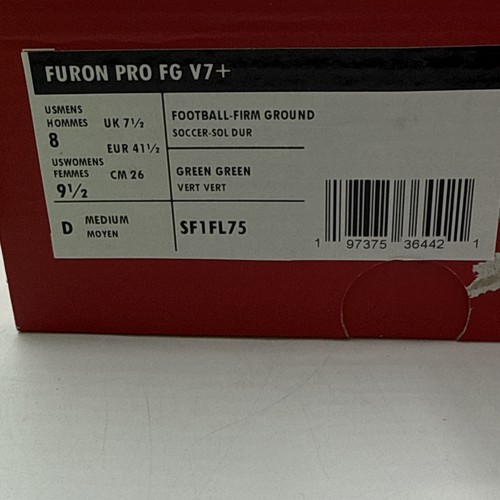 FURON PRO FG V7+
USMENS
HOMMES
8
UK 7½
EUR 41½
USWOMENS
FEMMES
9½
CM 26
FOOTBALL-FIRM GROUND
SOCCER-SOL DUR
GREEN GREEN
VERT VERT
D MEDIUM
MOYEN
SF1FL75
1 97375 36442 1